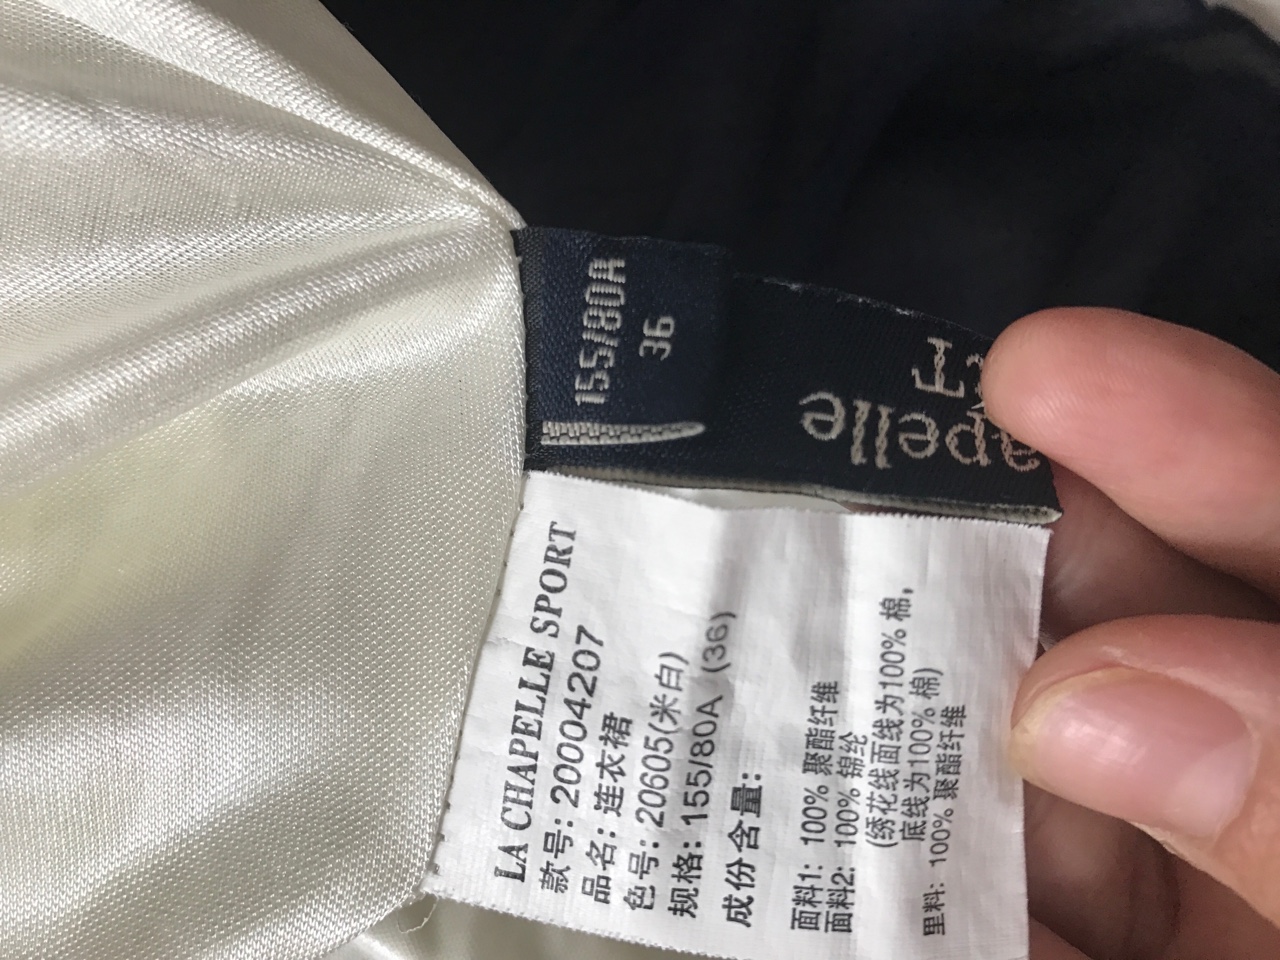 155/80A
36
apelle
LA CHAPELLE SPORT
款号: 20004207
品名: 连衣裙
色号: 20605(米白)
规格: 155/80A (36)
成份含量:
面料1: 100% 聚酯纤维
面料2: 100% 锦纶
(绣花线面线为100% 棉,
底线为100% 棉)
里料: 100% 聚酯纤维